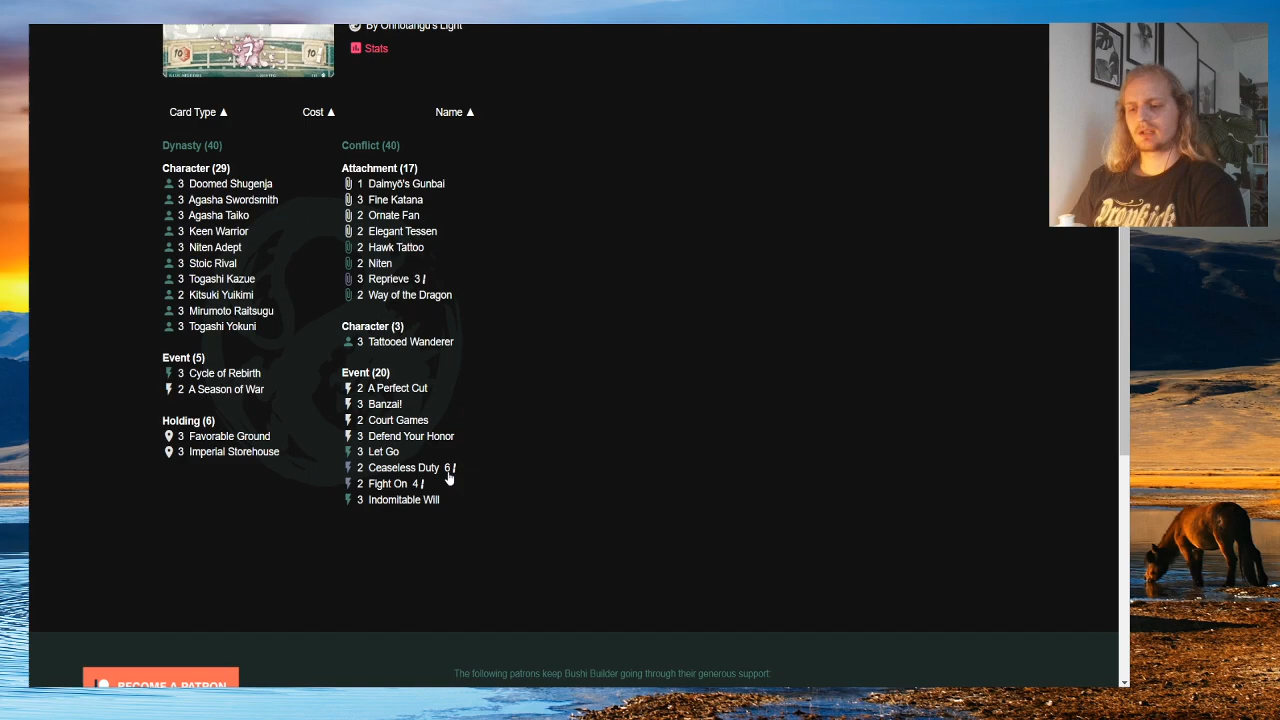 By Onnotangu's Light
Stats
10
10
Card Type ▲
Cost ▲
Name ▲
Dynasty (40)
Character (29)
3 Doomed Shugenja
3 Agasha Swordsmith
3 Agasha Taiko
3 Keen Warrior
3 Niten Adept
3 Stoic Rival
3 Togashi Kazue
2 Kitsuki Yuikimi
3 Mirumoto Raitsugu
3 Togashi Yokuni
Event (5)
3 Cycle of Rebirth
2 A Season of War
Holding (6)
3 Favorable Ground
3 Imperial Storehouse
Conflict (40)
Attachment (17)
1 Daimyō's Gunbai
3 Fine Katana
2 Ornate Fan
2 Elegant Tessen
2 Hawk Tattoo
2 Niten
3 Reprieve 3
2 Way of the Dragon
Character (3)
3 Tattooed Wanderer
Event (20)
2 A Perfect Cut
3 Banzai!
2 Court Games
3 Defend Your Honor
3 Let Go
2 Ceaseless Duty 6
2 Fight On 4
3 Indomitable Will
The following patrons keep Bushi Builder going through their generous support:
BECOME A PATRON
Dropkick